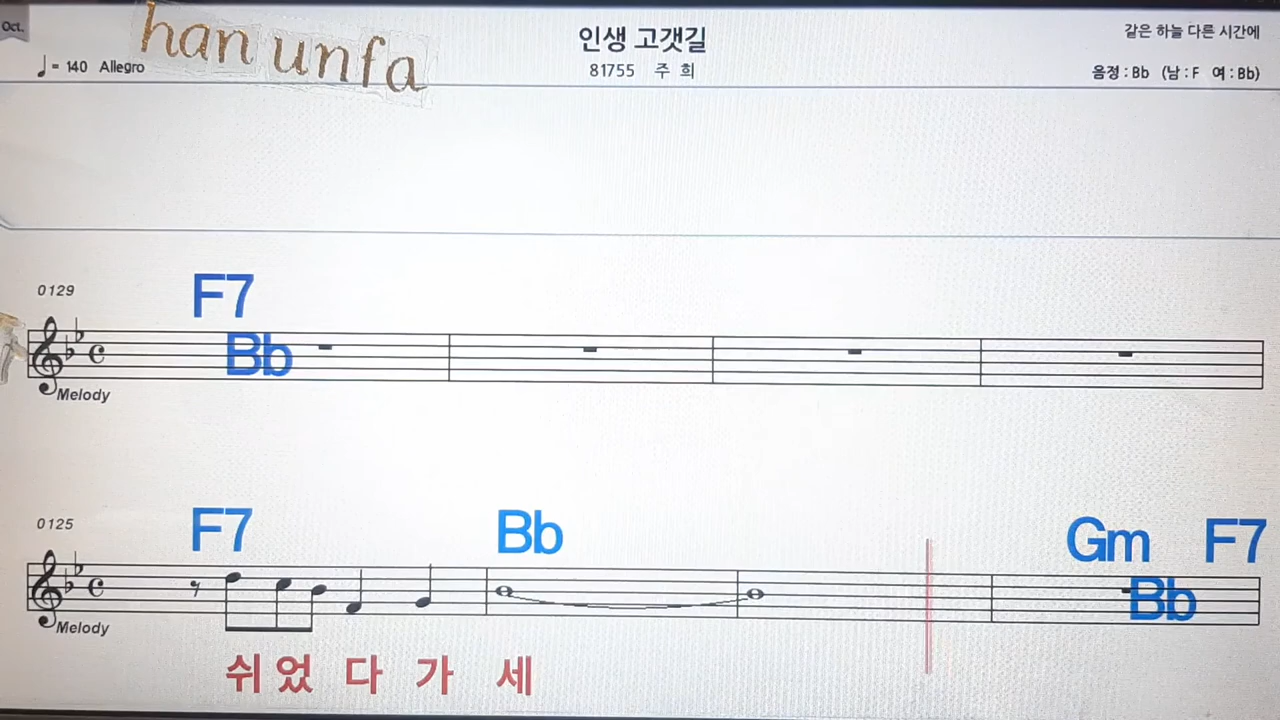 Oct.
han unfa
인생 고갯길
같은 하늘 다른 시간에
♩= 140 Allegro
81755 주 희
음정 : Bb (남 : F 여 : Bb)
0129
F7
Bb
Melody
0125
F7 Bb Gm F7
Bb
Melody
쉬 었 다 가 세